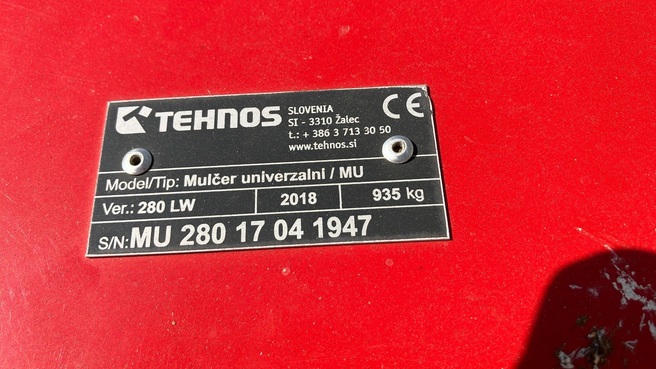 TEHNOS
SLOVENIA
SI - 3310 Žalec
t.: + 386 3 713 30 50
www.tehnos.si
CE
Model/Tip: Mulčer univerzalni / MU
Ver.: 280 LW 2018 935 kg
S/N: MU 280 17 04 1947